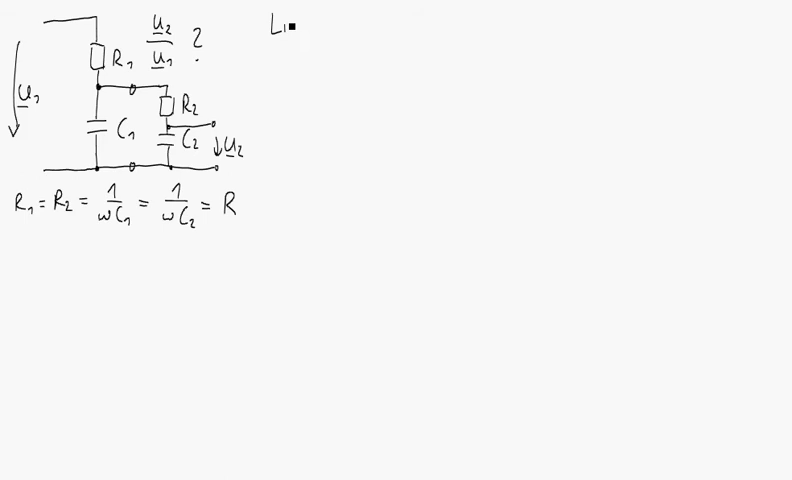 u2/u1 ?
R1
u1
R2
C1
C2
u2
R1 = R2 = 1/ωC1 = 1/ωC2 = R